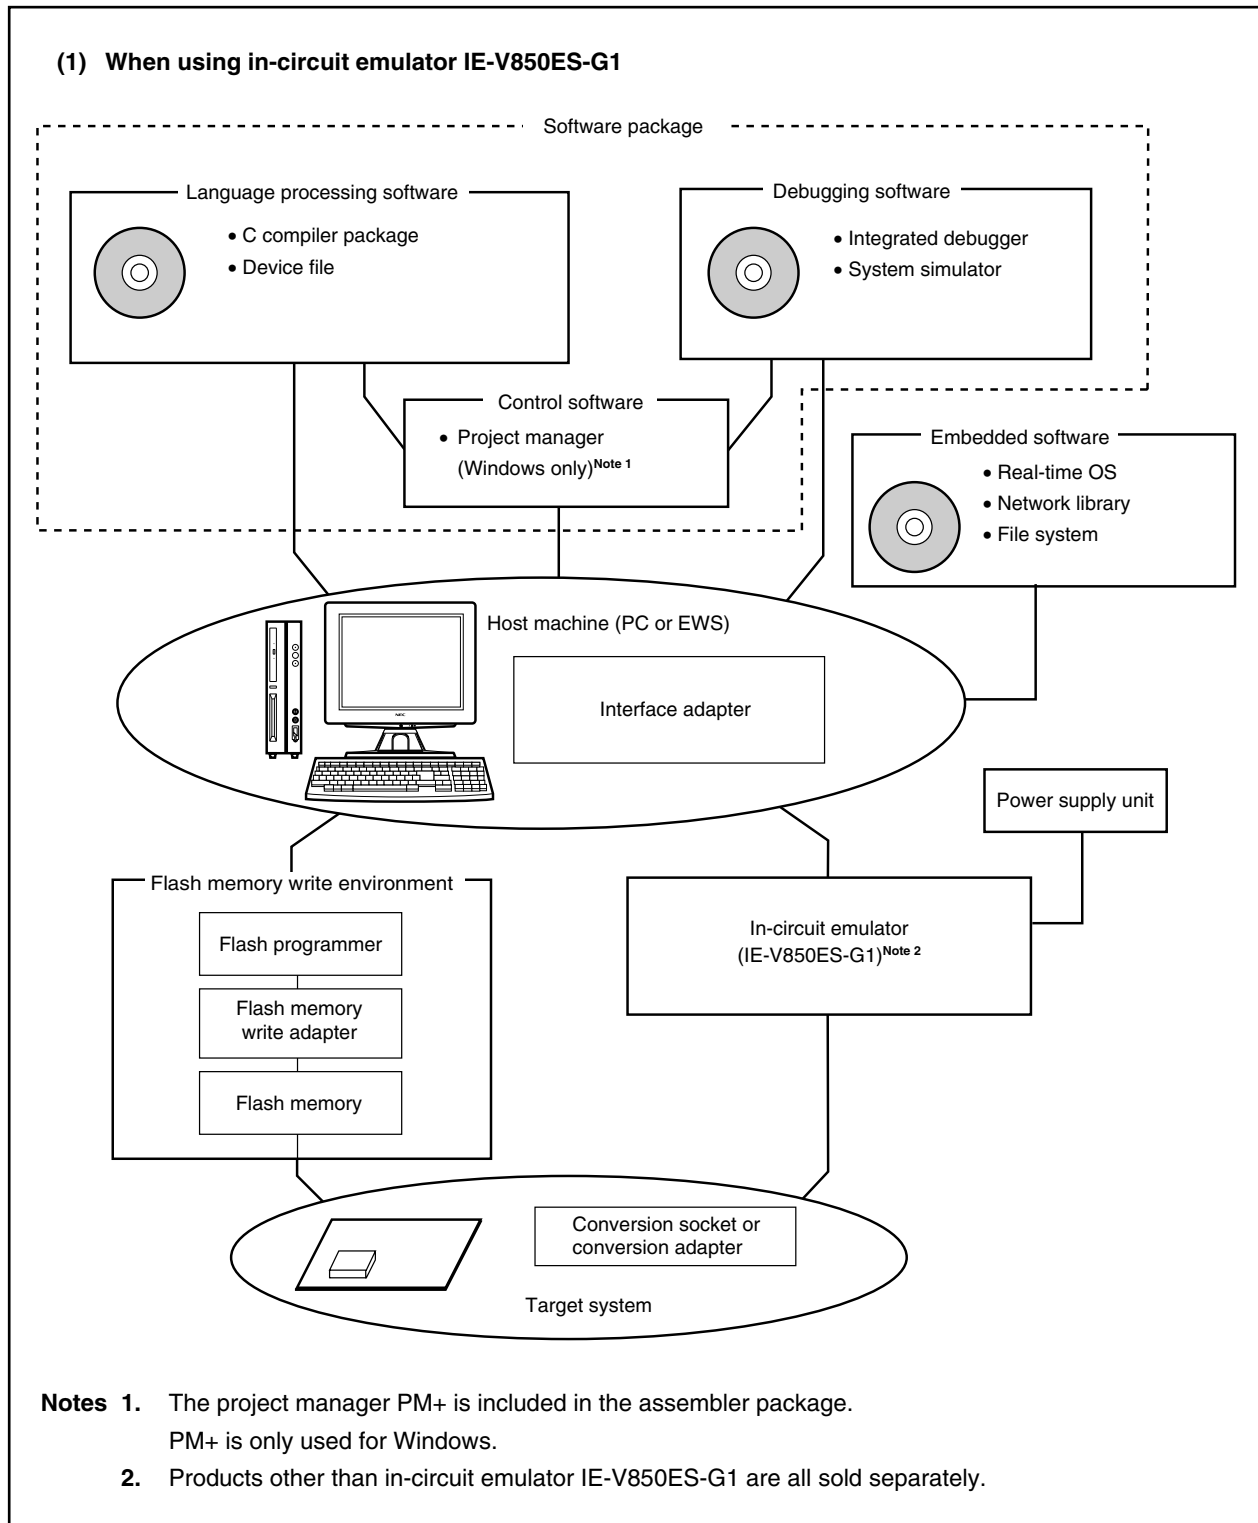 (1) When using in-circuit emulator IE-V850ES-G1
Software package
Language processing software
• C compiler package
• Device file
Debugging software
• Integrated debugger
• System simulator
Control software
• Project manager
(Windows only)Note 1
Embedded software
• Real-time OS
• Network library
• File system
Host machine (PC or EWS)
NEC
Interface adapter
Power supply unit
Flash memory write environment
Flash programmer
Flash memory
write adapter
Flash memory
In-circuit emulator
(IE-V850ES-G1)Note 2
Conversion socket or
conversion adapter
Target system
Notes 1. The project manager PM+ is included in the assembler package.
PM+ is only used for Windows.
2. Products other than in-circuit emulator IE-V850ES-G1 are all sold separately.